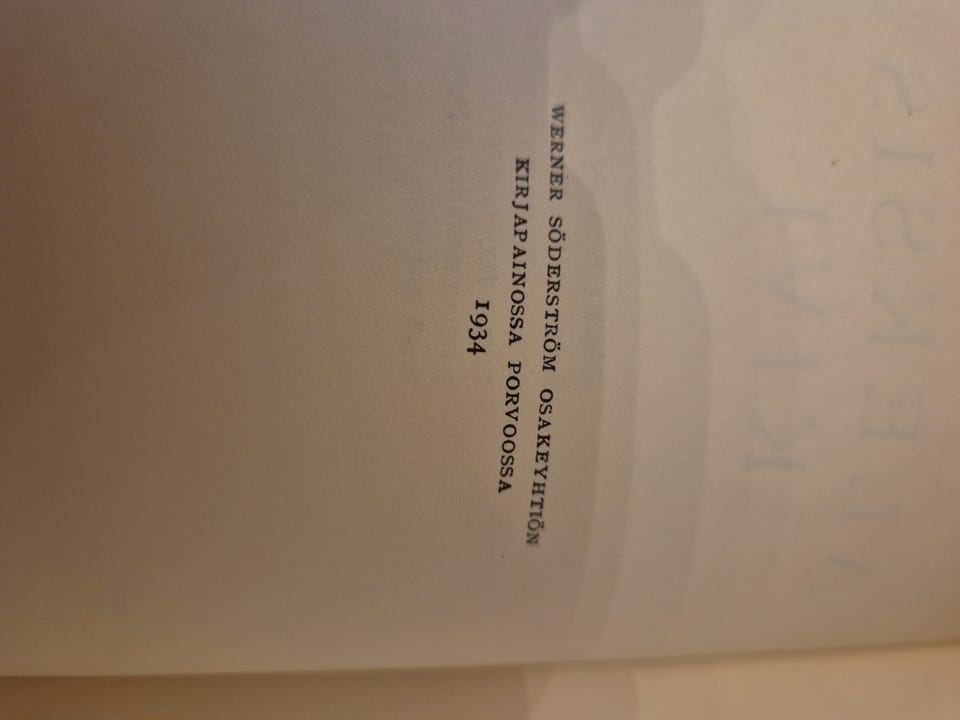 WERNER SÖDERSTRÖM OSAKEYHTIÖN
KIRJAPAINOSSA PORVOOSSA
1934